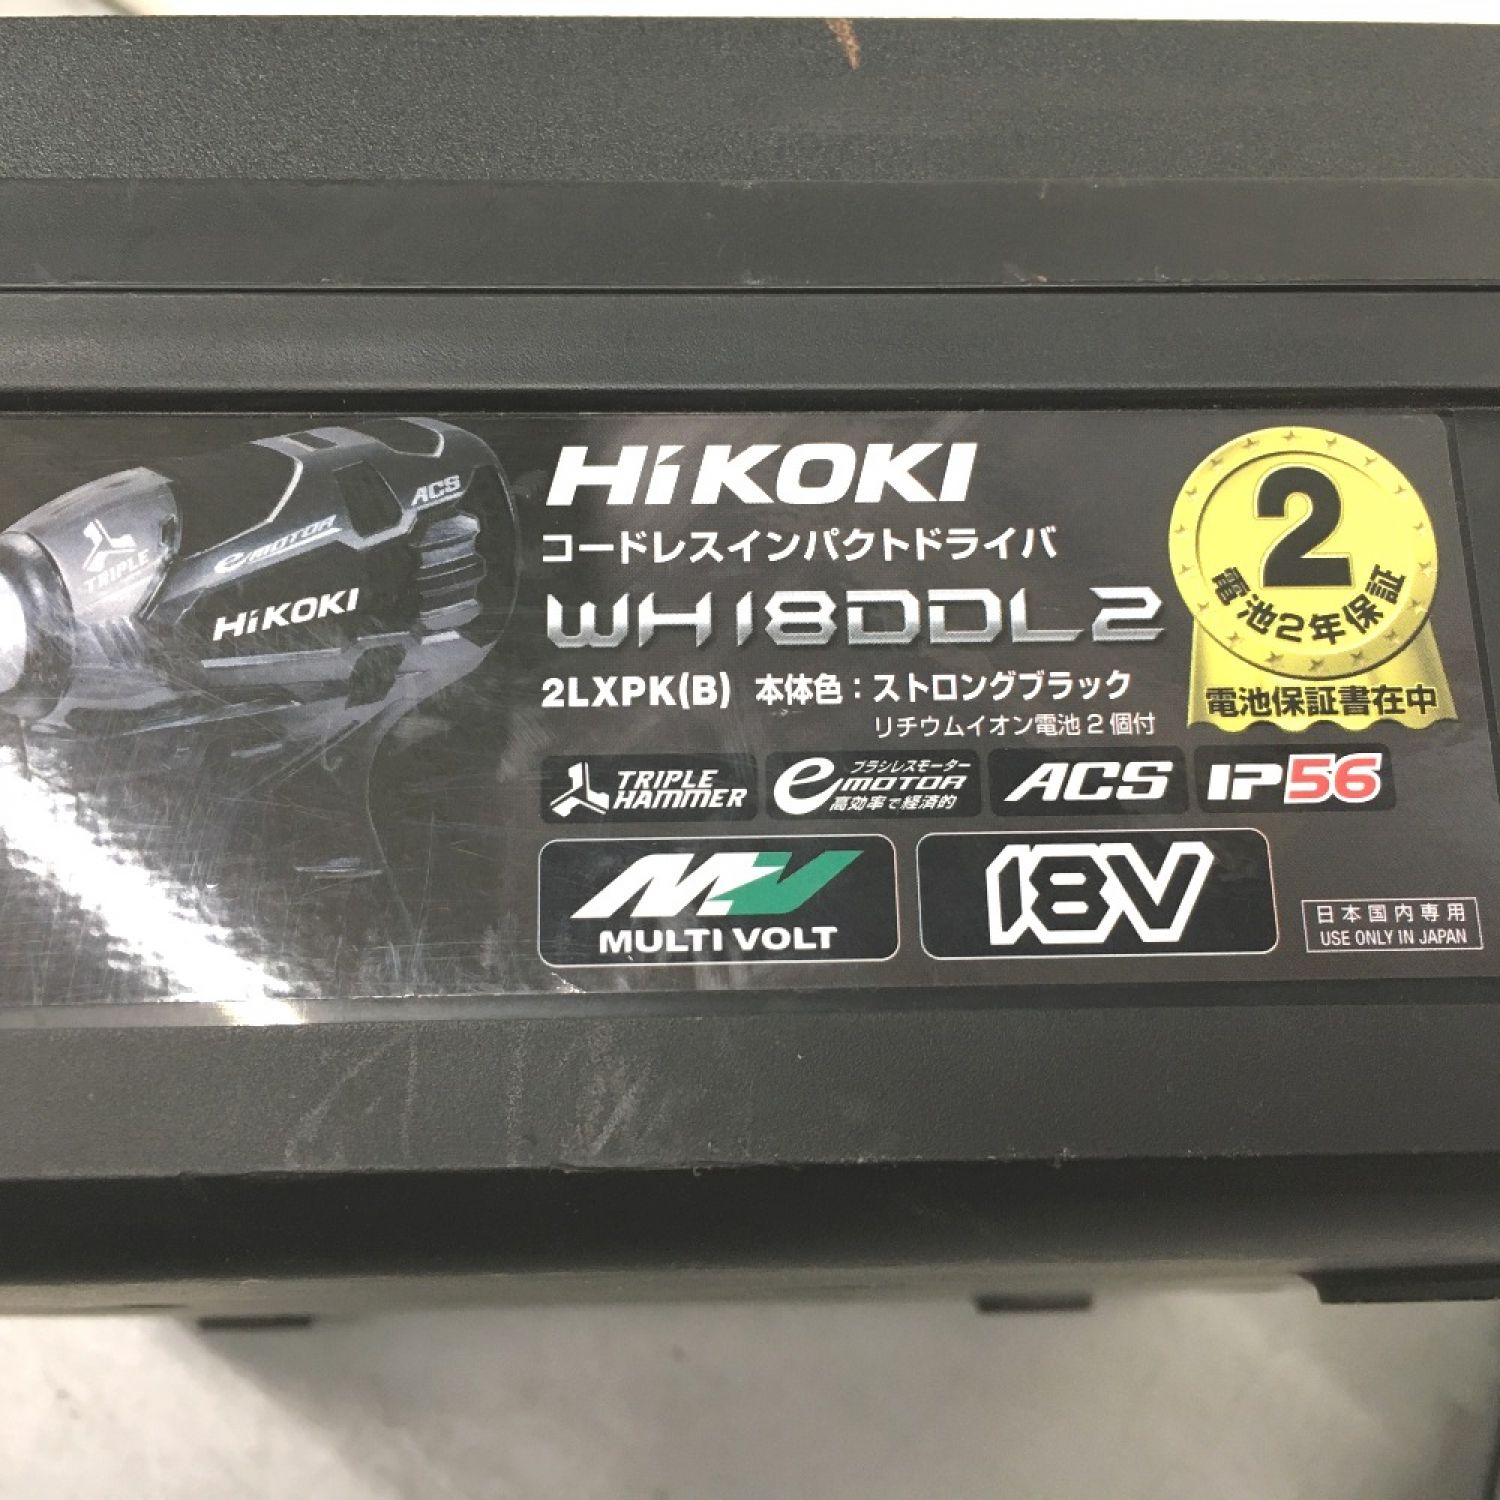 HiKOKI
コードレスインパクトドライバ
WH18DDL2
2LXPK(B) 本体色：ストロングブラック
リチウムイオン電池2個付
TRIPLE HAMMER
ブラシレスモーター
e MOTOR
高効率で経済的
ACS
IP56
MV
MULTI VOLT
18V
日本国内専用
USE ONLY IN JAPAN
2
電池2年保証
電池保証書在中
TRIPLE
e MOTOR
ACS
HiKOKI